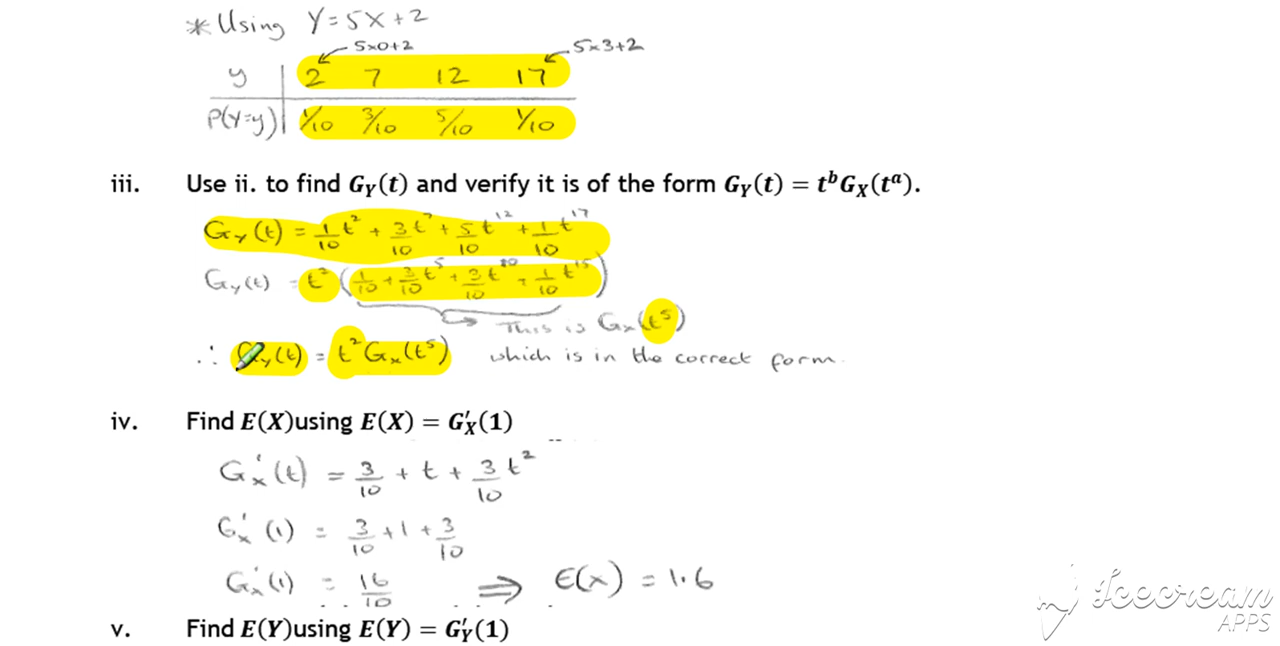 * Using Y = 5X + 2
5x0+2 5x3+2
y 2 7 12 17
P(Y=y) 1/10 3/10 5/10 1/10
iii. Use ii. to find G_Y(t) and verify it is of the form G_Y(t) = t^b G_X(t^a).
G_Y(t) = 1/10 t^2 + 3/10 t^7 + 5/10 t^12 + 1/10 t^17
G_Y(t) = t^2 (1/10 + 3/10 t^5 + 3/10 t^10 + 1/10 t^15)
This is G_X(t^5)
∴ G_Y(t) = t^2 G_X(t^5) which is in the correct form.
iv. Find E(X)using E(X) = G'_X(1)
G'_X(t) = 3/10 + t + 3/10 t^2
G'_X(1) = 3/10 + 1 + 3/10
G'_X(1) = 16/10 ⇒ E(X) = 1.6
v. Find E(Y)using E(Y) = G'_Y(1)
Icecream
APPS